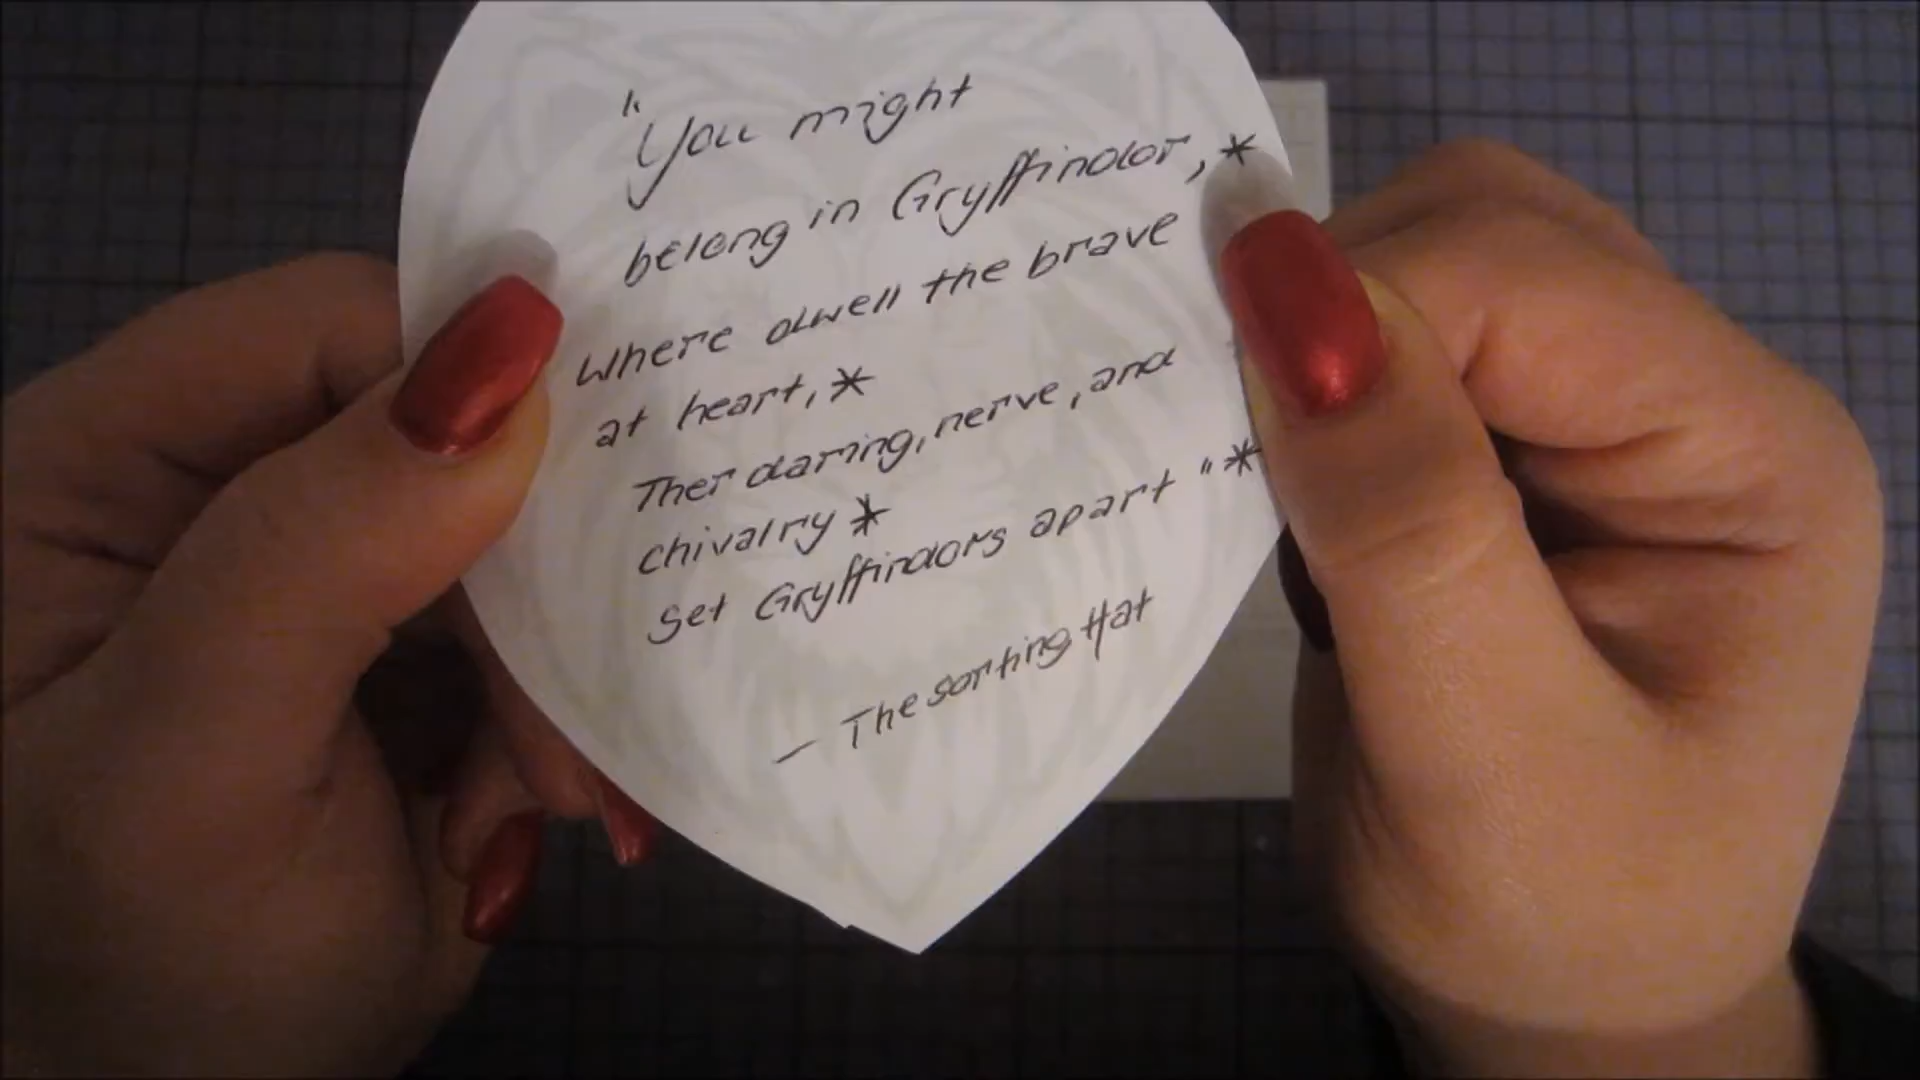 "You might
belong in Gryffindor,*
Where dwell the brave
at heart,*
Ther daring, nerve, and
chivalry *
Set Gryffindors apart "*
— The sorting Hat